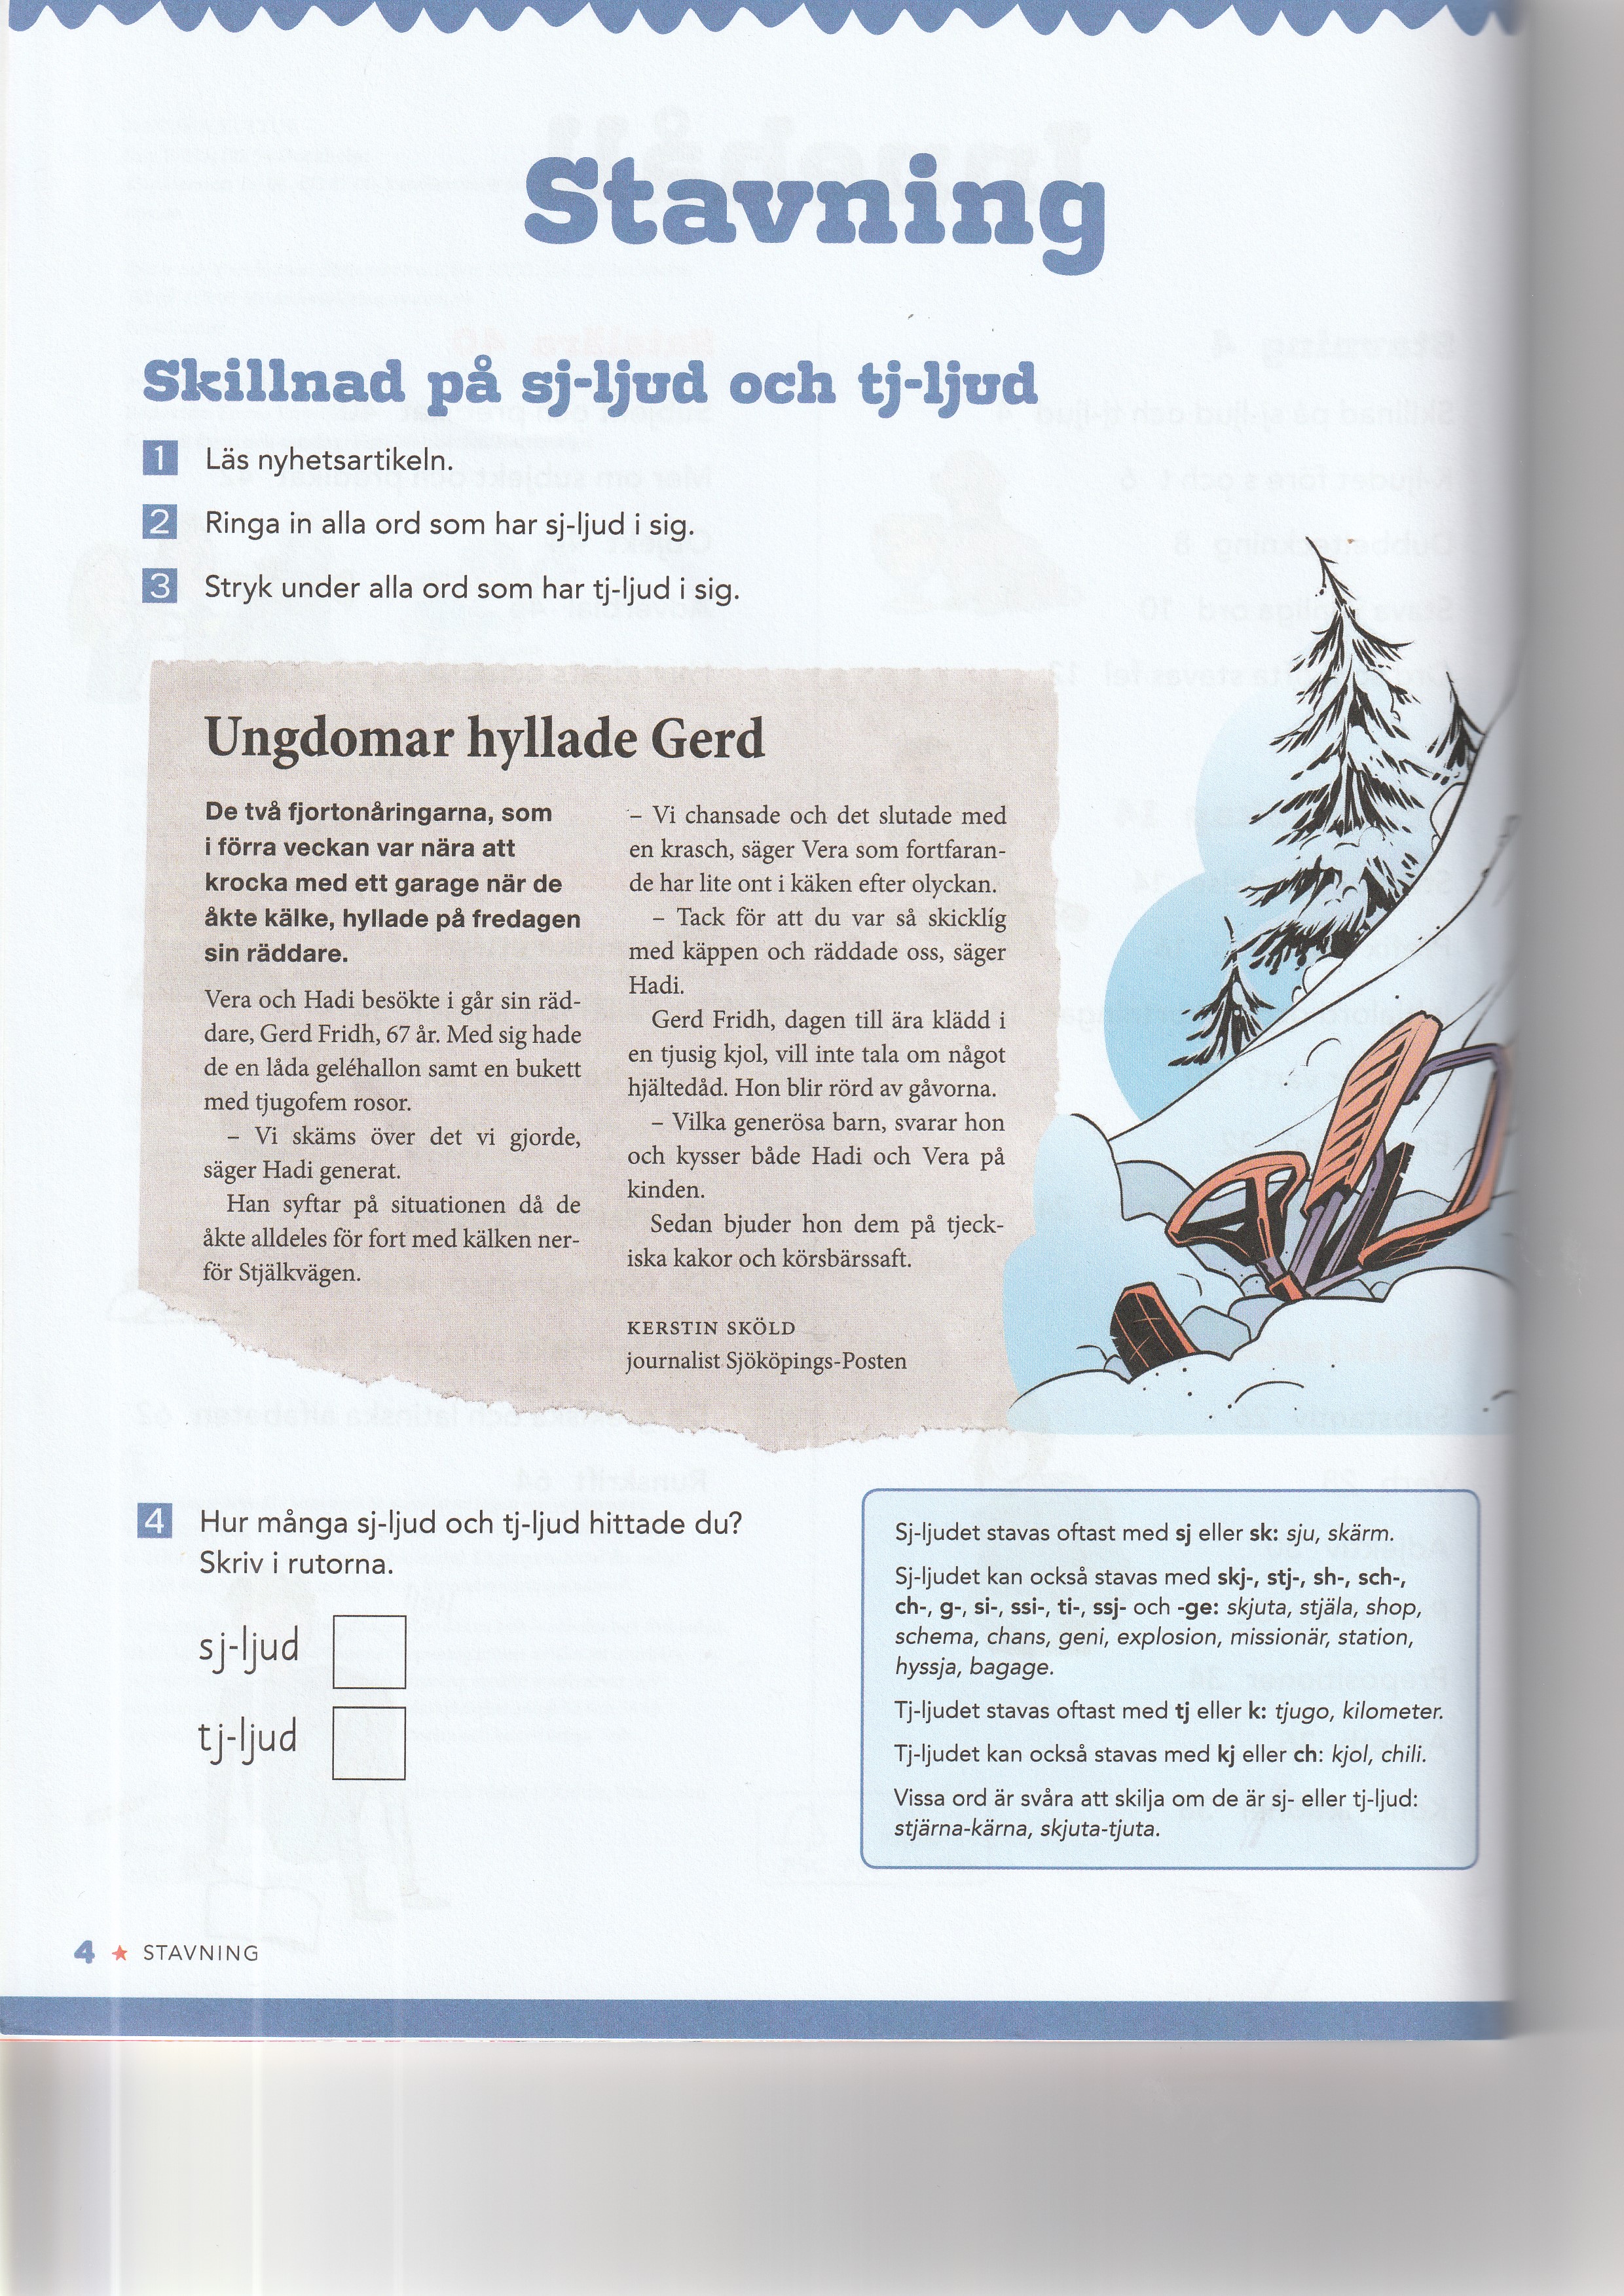 Stavning
Skillnad på sj-ljud och tj-ljud
1 Läs nyhetsartikeln.
2 Ringa in alla ord som har sj-ljud i sig.
3 Stryk under alla ord som har tj-ljud i sig.
Ungdomar hyllade Gerd
De två fjortonåringarna, som
i förra veckan var nära att
krocka med ett garage när de
åkte kälke, hyllade på fredagen
sin räddare.
Vera och Hadi besökte i går sin räd-
dare, Gerd Fridh, 67 år. Med sig hade
de en låda geléhallon samt en bukett
med tjugofem rosor.
– Vi skäms över det vi gjorde,
säger Hadi generat.
Han syftar på situationen då de
åkte alldeles för fort med kälken ner-
för Stjälkvägen.
– Vi chansade och det slutade med
en krasch, säger Vera som fortfaran-
de har lite ont i käken efter olyckan.
– Tack för att du var så skicklig
med käppen och räddade oss, säger
Hadi.
Gerd Fridh, dagen till ära klädd i
en tjusig kjol, vill inte tala om något
hjältedåd. Hon blir rörd av gåvorna.
– Vilka generösa barn, svarar hon
och kysser både Hadi och Vera på
kinden.
Sedan bjuder hon dem på tjeck-
iska kakor och körsbärssaft.
KERSTIN SKÖLD
journalist Sjököpings-Posten
4 Hur många sj-ljud och tj-ljud hittade du?
Skriv i rutorna.
sj-ljud
tj-ljud
Sj-ljudet stavas oftast med sj eller sk: sju, skärm.
Sj-ljudet kan också stavas med skj-, stj-, sh-, sch-,
ch-, g-, si-, ssi-, ti-, ssj- och -ge: skjuta, stjäla, shop,
schema, chans, geni, explosion, missionär, station,
hyssja, bagage.
Tj-ljudet stavas oftast med tj eller k: tjugo, kilometer.
Tj-ljudet kan också stavas med kj eller ch: kjol, chili.
Vissa ord är svåra att skilja om de är sj- eller tj-ljud:
stjärna-kärna, skjuta-tjuta.
4 ★ STAVNING